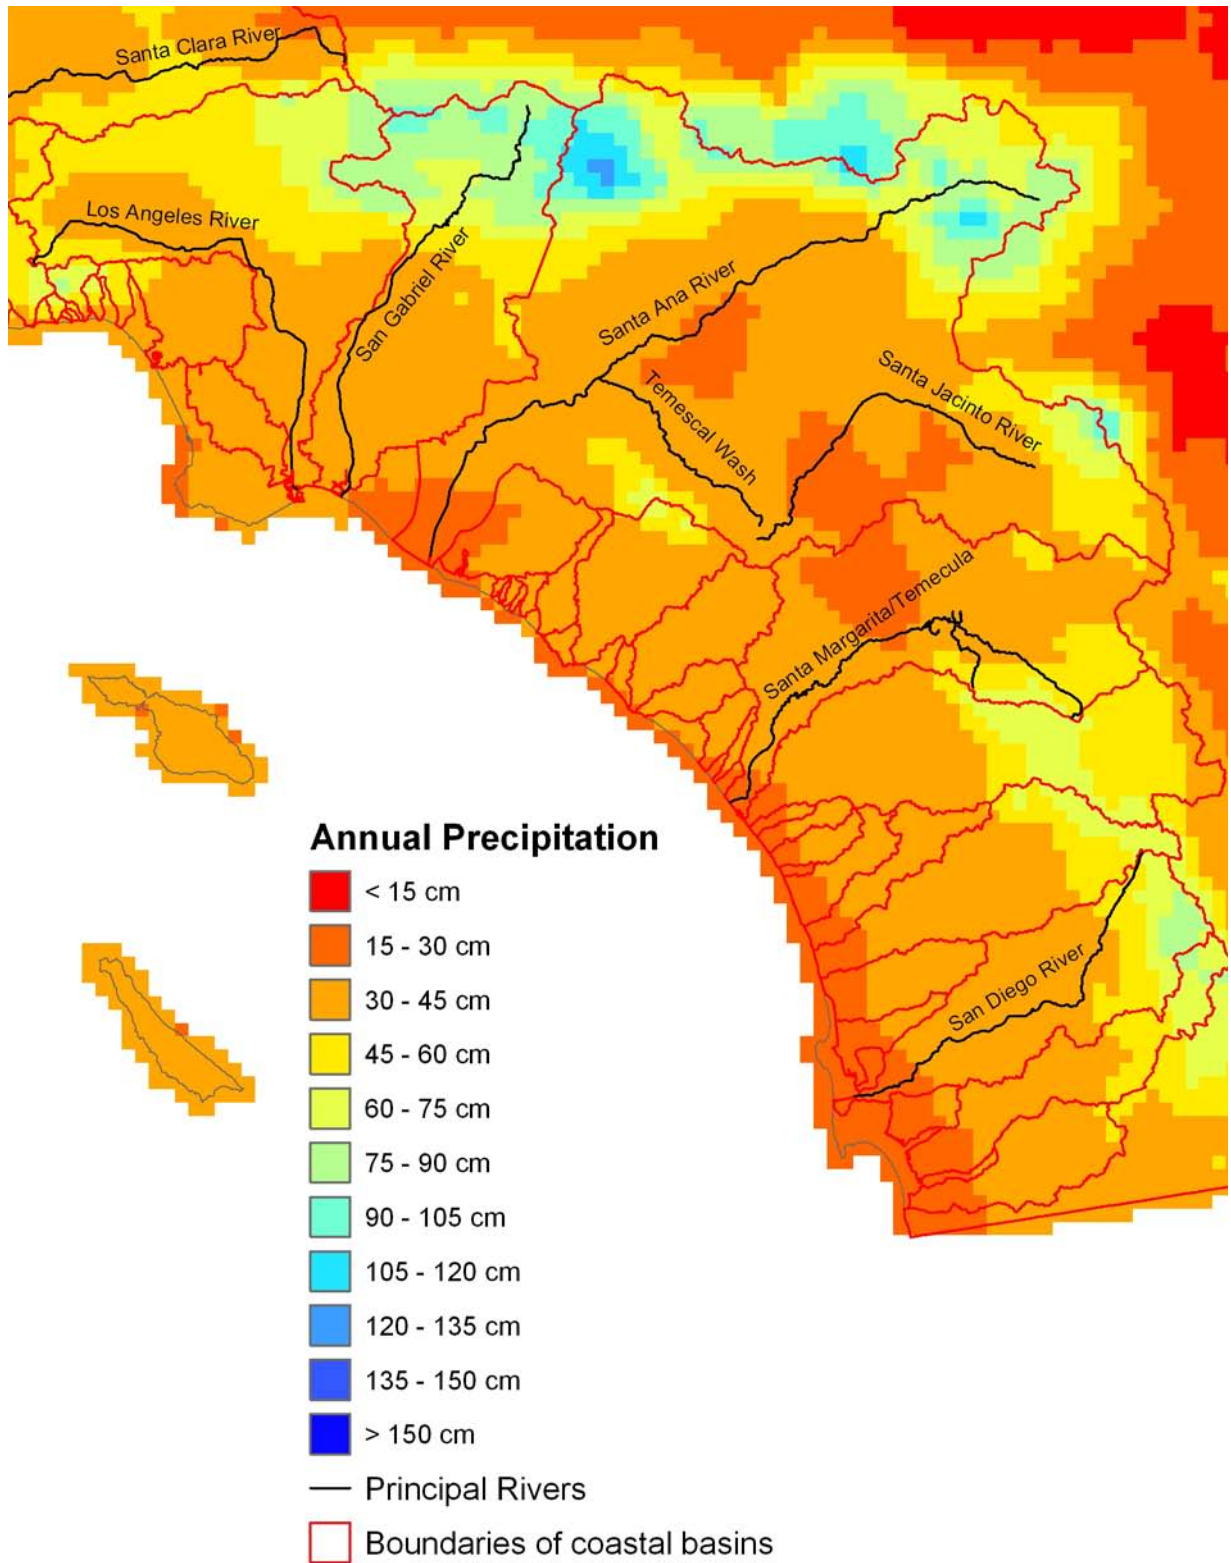 Santa Clara River
Los Angeles River
San Gabriel River
Santa Ana River
Temescal Wash
Santa Jacinto River
Santa Margarita/Temecula
San Diego River
Annual Precipitation
< 15 cm
15 - 30 cm
30 - 45 cm
45 - 60 cm
60 - 75 cm
75 - 90 cm
90 - 105 cm
105 - 120 cm
120 - 135 cm
135 - 150 cm
> 150 cm
Principal Rivers
Boundaries of coastal basins